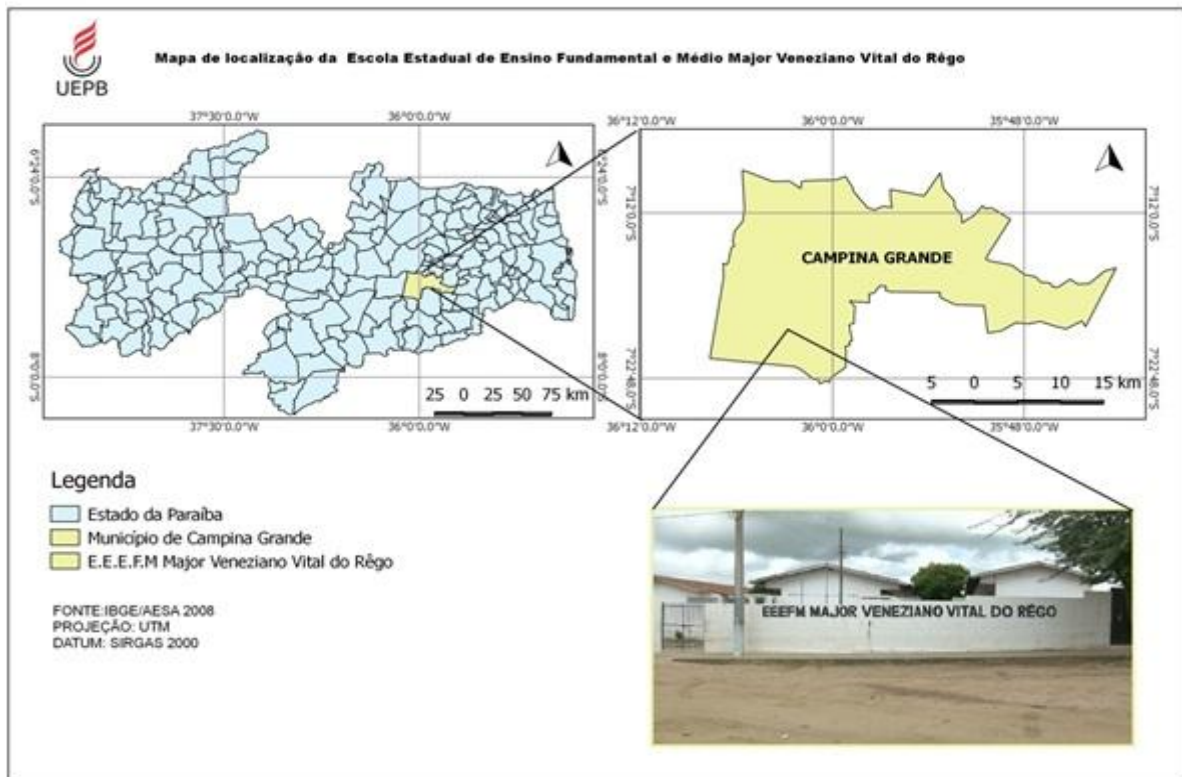 UEPB
Mapa de localização da Escola Estadual de Ensino Fundamental e Médio Major Veneziano Vital do Rêgo
37°30'0.0"W 36°0'0.0"W
6°24'0.0"S 6°24'0.0"S
8°0'0.0"S 8°0'0.0"S
25 0 25 50 75 km
37°30'0.0"W 36°0'0.0"W
36°12'0.0"W 36°0'0.0"W 35°48'0.0"W
7°12'0.0"S 7°12'0.0"S
CAMPINA GRANDE
7°22'48.0"S 7°22'48.0"S
5 0 5 10 15 km
36°12'0.0"W 36°0'0.0"W 35°48'0.0"W
Legenda
Estado da Paraíba
Município de Campina Grande
E.E.E.F.M Major Veneziano Vital do Rêgo
FONTE:IBGE/AESA 2008
PROJEÇÃO: UTM
DATUM: SIRGAS 2000
EEEFM MAJOR VENEZIANO VITAL DO RÊGO